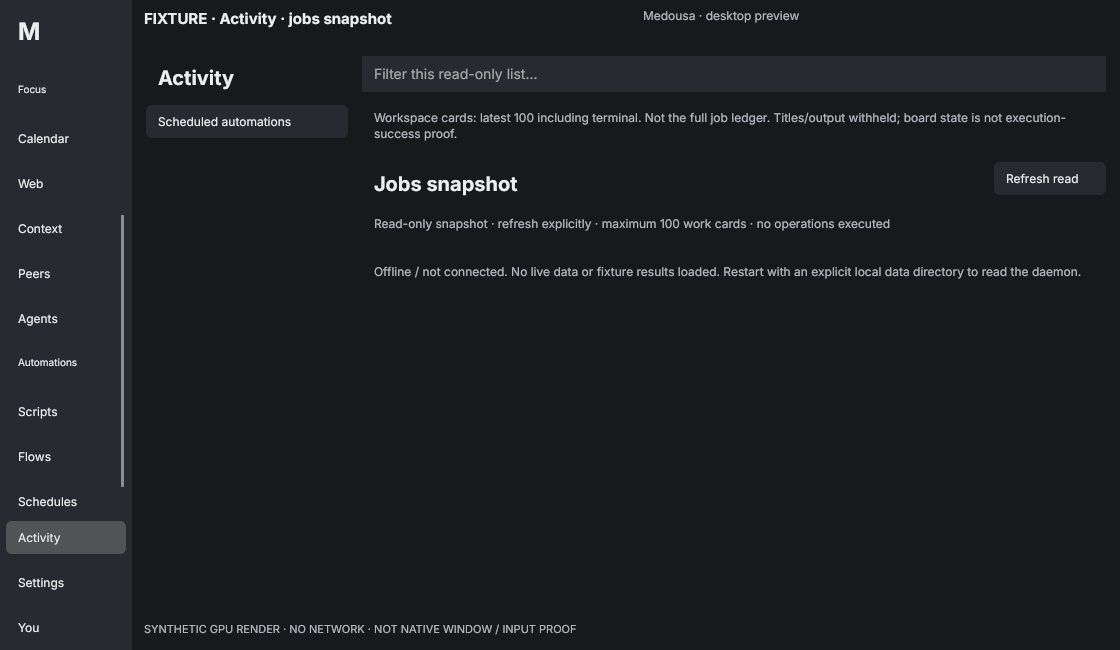 M
Focus
Calendar
Web
Context
Peers
Agents
Automations
Scripts
Flows
Schedules
Activity
Settings
You
FIXTURE · Activity · jobs snapshot
Medousa · desktop preview
Activity
Scheduled automations
Filter this read-only list...
Workspace cards: latest 100 including terminal. Not the full job ledger. Titles/output withheld; board state is not execution-
success proof.
Jobs snapshot
Refresh read
Read-only snapshot · refresh explicitly · maximum 100 work cards · no operations executed
Offline / not connected. No live data or fixture results loaded. Restart with an explicit local data directory to read the daemon.
SYNTHETIC GPU RENDER · NO NETWORK · NOT NATIVE WINDOW / INPUT PROOF